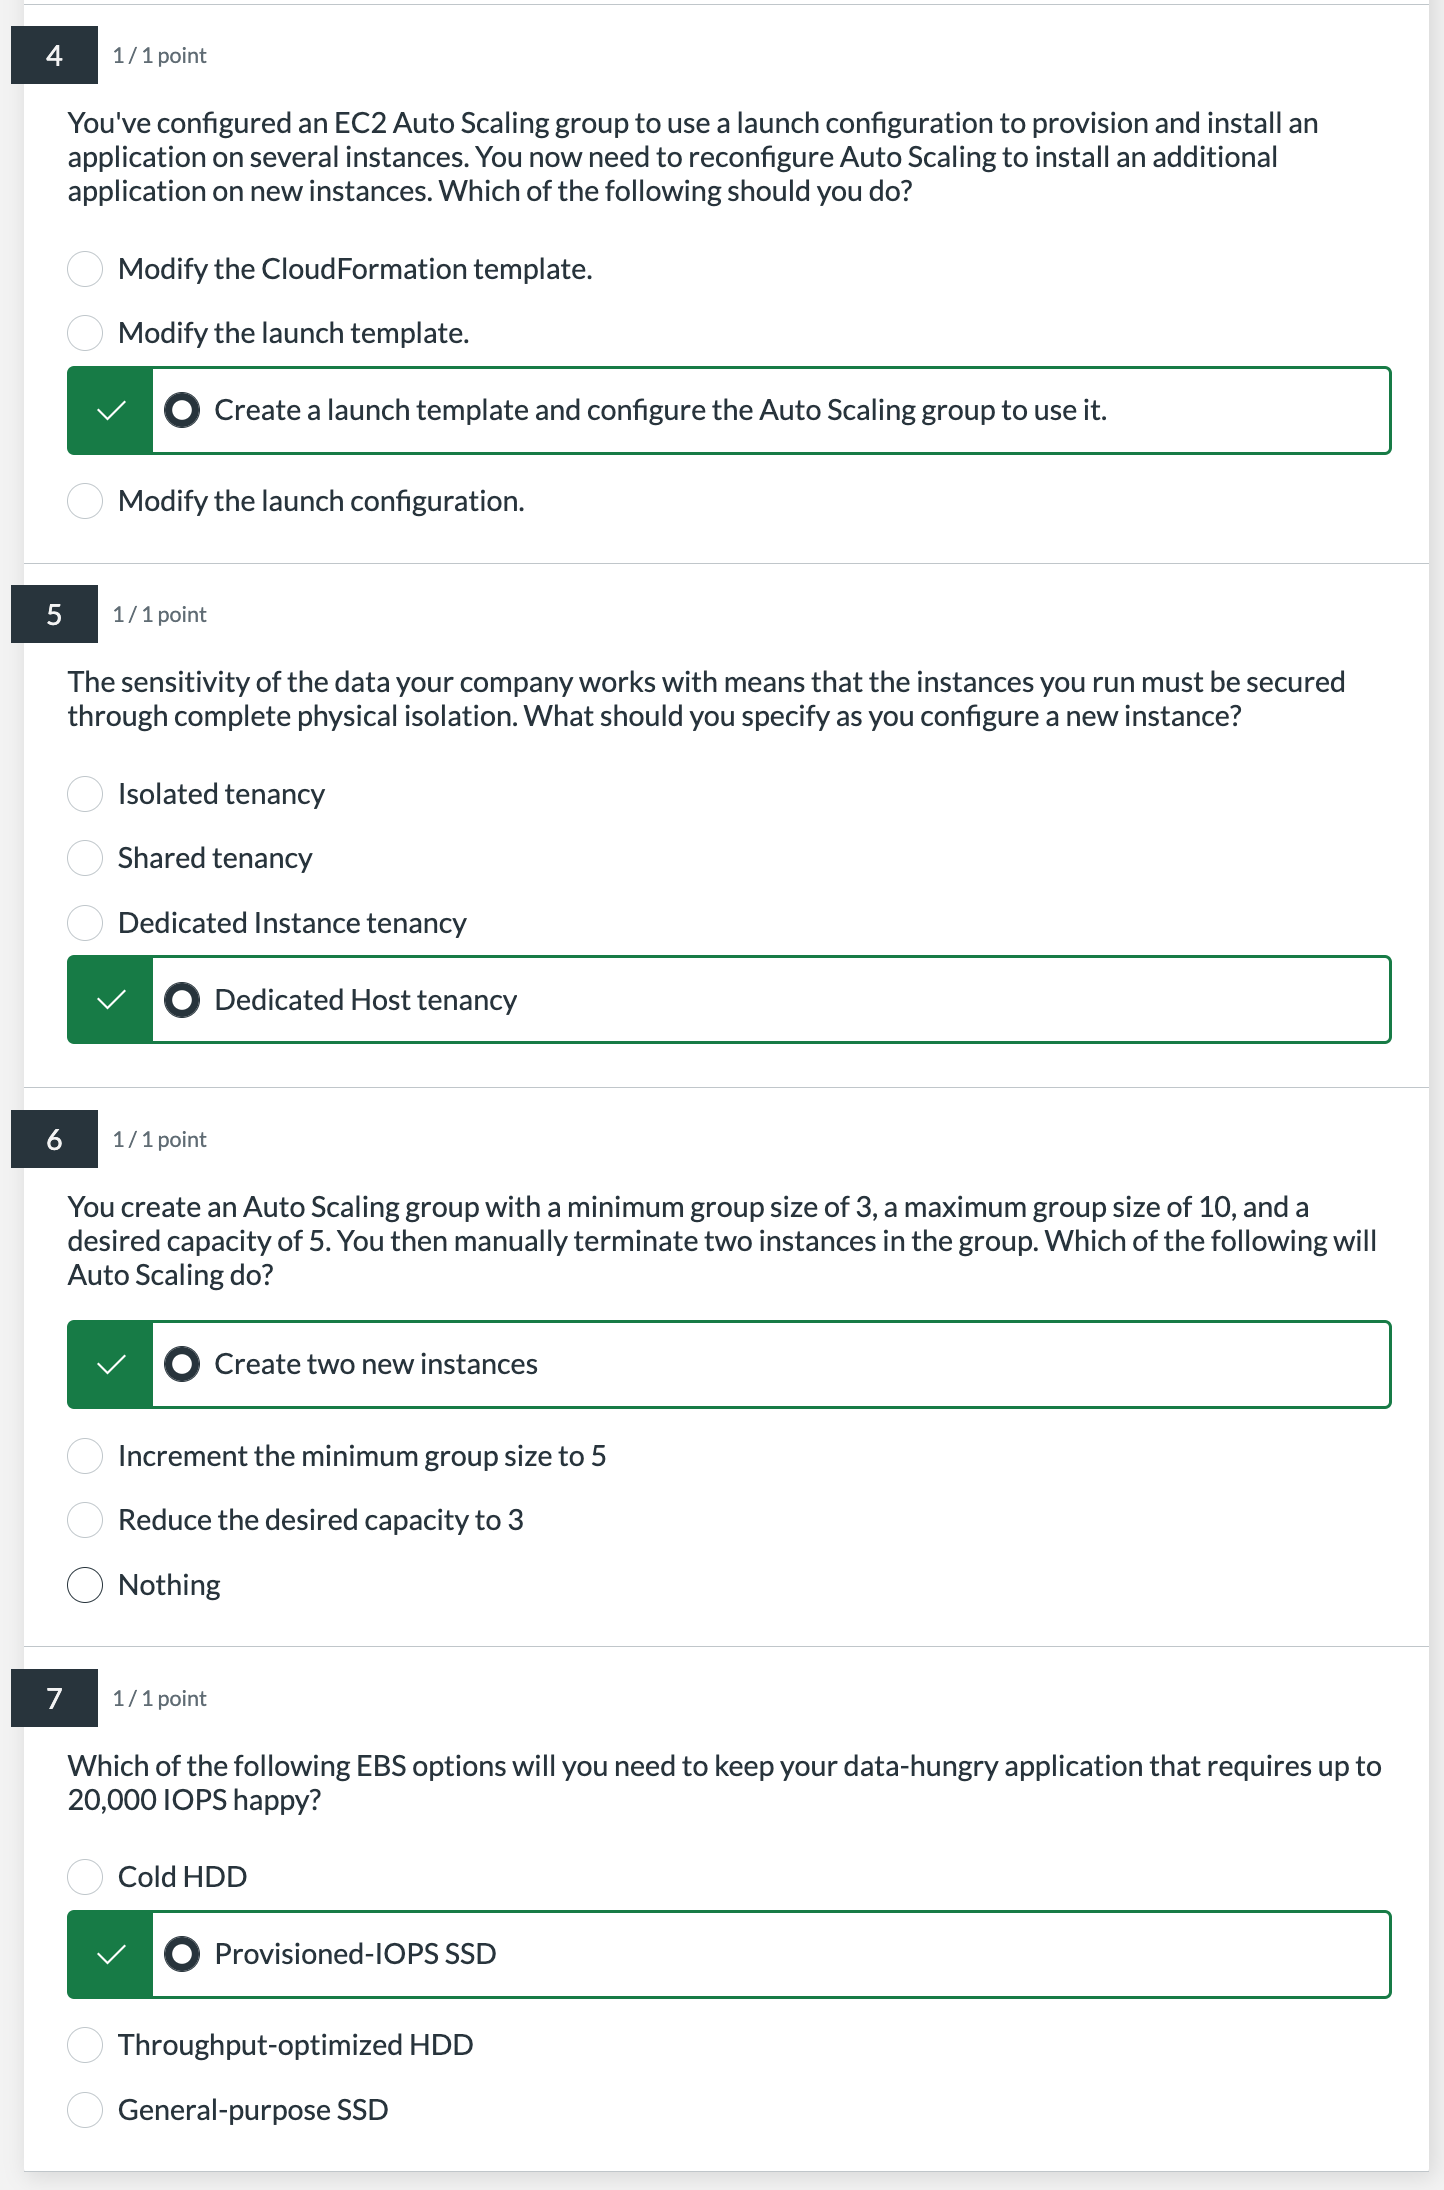 4
1 / 1 point
You've configured an EC2 Auto Scaling group to use a launch configuration to provision and install an
application on several instances. You now need to reconfigure Auto Scaling to install an additional
application on new instances. Which of the following should you do?
Modify the CloudFormation template.
Modify the launch template.
Create a launch template and configure the Auto Scaling group to use it.
Modify the launch configuration.
5
1 / 1 point
The sensitivity of the data your company works with means that the instances you run must be secured
through complete physical isolation. What should you specify as you configure a new instance?
Isolated tenancy
Shared tenancy
Dedicated Instance tenancy
Dedicated Host tenancy
6
1 / 1 point
You create an Auto Scaling group with a minimum group size of 3, a maximum group size of 10, and a
desired capacity of 5. You then manually terminate two instances in the group. Which of the following will
Auto Scaling do?
Create two new instances
Increment the minimum group size to 5
Reduce the desired capacity to 3
Nothing
7
1 / 1 point
Which of the following EBS options will you need to keep your data-hungry application that requires up to
20,000 IOPS happy?
Cold HDD
Provisioned-IOPS SSD
Throughput-optimized HDD
General-purpose SSD